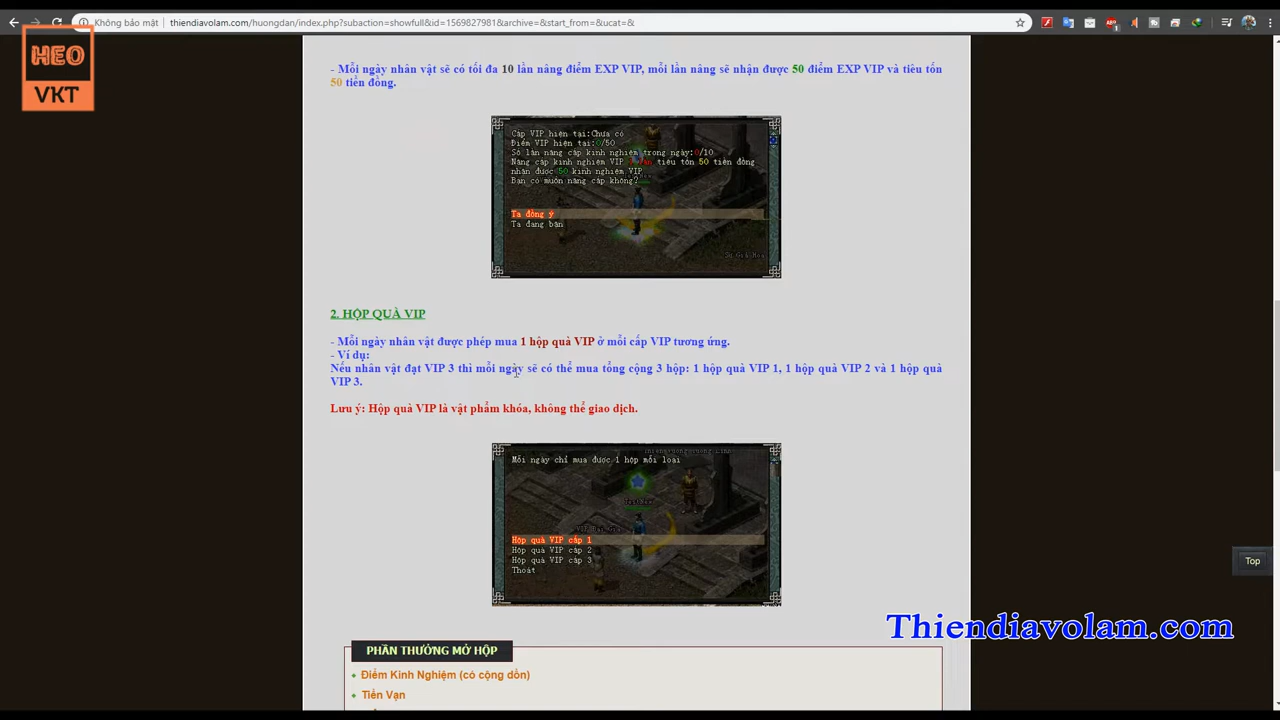 Không bảo mật
thiendiavolam.com/huongdan/index.php?subaction=showfull&id=1569827981&archive=&start_from=&ucat=&
HEO
VKT
- Mỗi ngày nhân vật sẽ có tối đa 10 lần nâng điểm EXP VIP, mỗi lần nâng sẽ nhận được 50 điểm EXP VIP và tiêu tốn
50 tiền đồng.
Cấp VIP hiện tại:Chưa có
Điểm VIP hiện tại:0/50
Số lần nâng cấp kinh nghiệm trong ngày:0/10
Nâng cấp kinh nghiệm VIP tiêu tốn 50 tiền đồng
nhận được 50 kinh nghiệm VIP
Bạn có muốn nâng cấp không?
Ta đồng ý
Ta đang bận
2. HỘP QUÀ VIP
- Mỗi ngày nhân vật được phép mua 1 hộp quà VIP ở mỗi cấp VIP tương ứng.
- Ví dụ:
Nếu nhân vật đạt VIP 3 thì mỗi ngày sẽ có thể mua tổng cộng 3 hộp: 1 hộp quà VIP 1, 1 hộp quà VIP 2 và 1 hộp quà
VIP 3.
Lưu ý: Hộp quà VIP là vật phẩm khóa, không thể giao dịch.
Mỗi ngày chỉ mua được 1 hộp mỗi loại
Hộp quà VIP cấp 1
Hộp quà VIP cấp 2
Hộp quà VIP cấp 3
Thoát
Top
Thiendiavolam.com
PHẦN THƯỞNG MỞ HỘP
Điểm Kinh Nghiệm (có cộng dồn)
Tiền Vạn